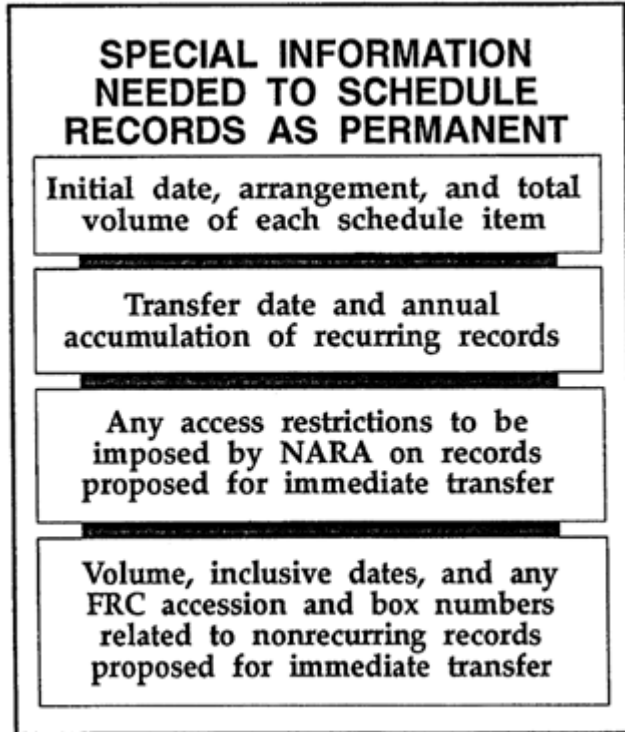 SPECIAL INFORMATION
NEEDED TO SCHEDULE
RECORDS AS PERMANENT
Initial date, arrangement, and total
volume of each schedule item
Transfer date and annual
accumulation of recurring records
Any access restrictions to be
imposed by NARA on records
proposed for immediate transfer
Volume, inclusive dates, and any
FRC accession and box numbers
related to nonrecurring records
proposed for immediate transfer